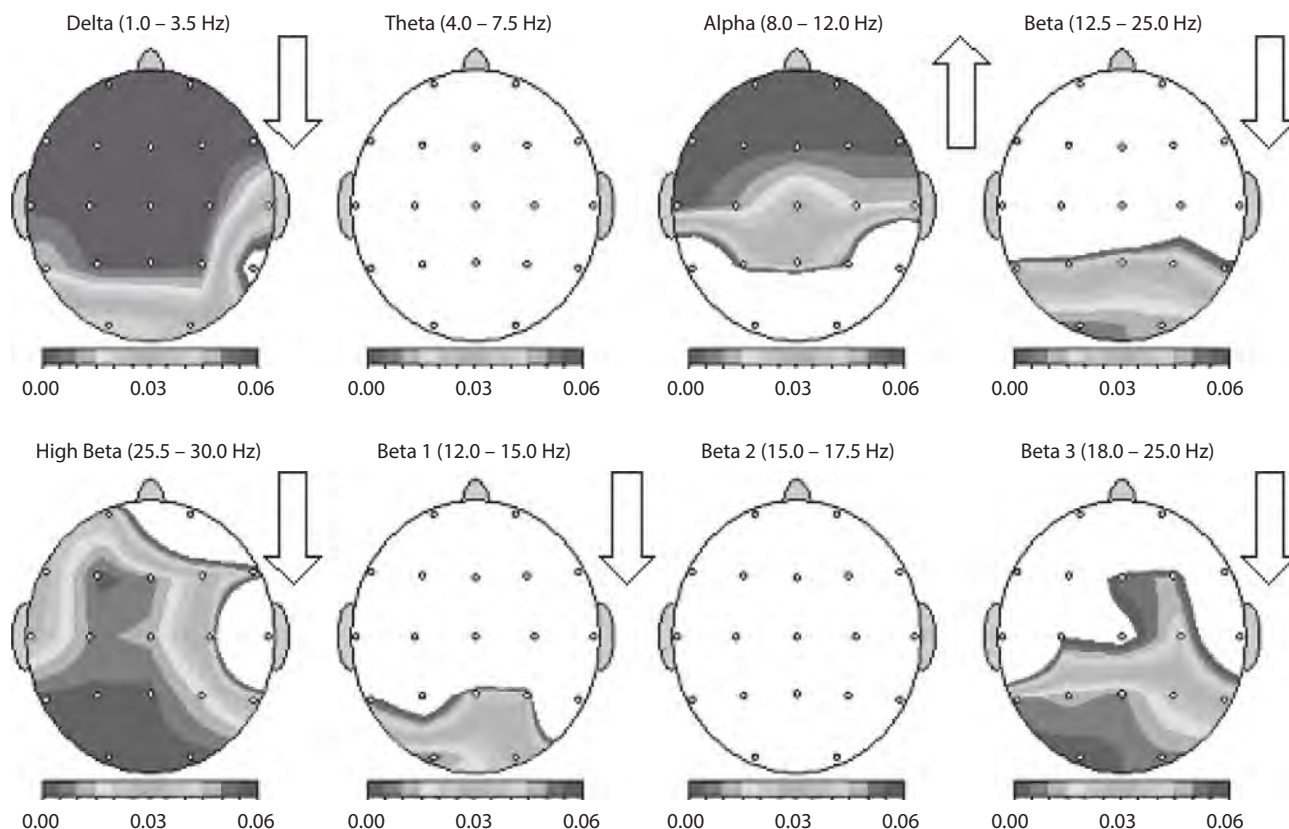 Delta (1.0 – 3.5 Hz)
Theta (4.0 – 7.5 Hz)
Alpha (8.0 – 12.0 Hz)
Beta (12.5 – 25.0 Hz)
0.00 0.03 0.06
0.00 0.03 0.06
0.00 0.03 0.06
0.00 0.03 0.06
High Beta (25.5 – 30.0 Hz)
Beta 1 (12.0 – 15.0 Hz)
Beta 2 (15.0 – 17.5 Hz)
Beta 3 (18.0 – 25.0 Hz)
0.00 0.03 0.06
0.00 0.03 0.06
0.00 0.03 0.06
0.00 0.03 0.06